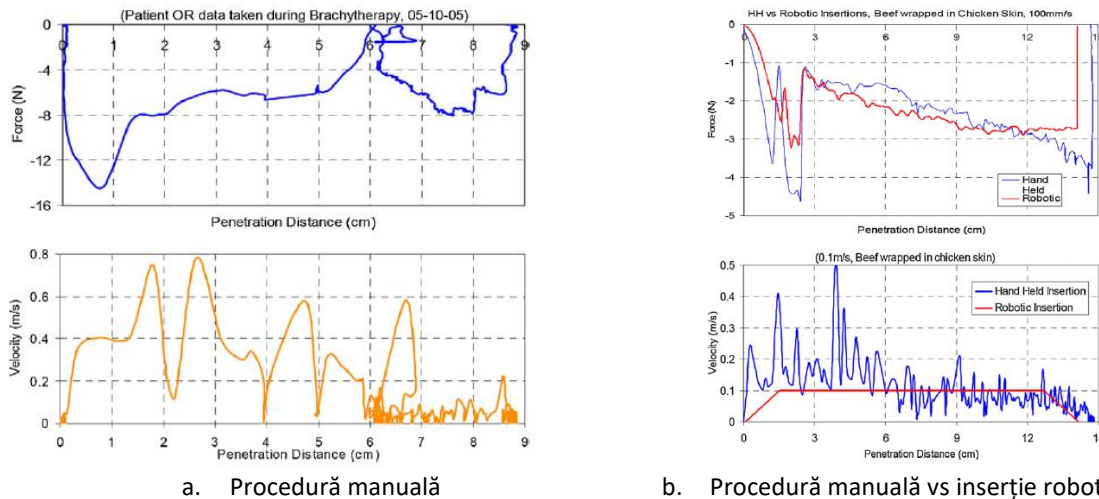 (Patient OR data taken during Brachytherapy, 05-10-05)
0
0 1 2 3 4 5 6 7 8 9
-4
-8
-12
-16
Force (N)
Penetration Distance (cm)
0.8
0.6
0.4
0.2
0
Velocity (m/s)
0 1 2 3 4 5 6 7 8 9
Penetration Distance (cm)
a. Procedură manuală
HH vs Robotic Insertions, Beef wrapped in Chicken Skin, 100mm/s
0
0 3 6 9 12 15
-1
-2
-3
-4
-5
Force(N)
Hand
Held
Robotic
Penetration Distance (cm)
(0.1m/s, Beef wrapped in chicken skin)
0.5
0.4
0.3
0.2
0.1
0
Velocity (m/s)
Hand Held Insertion
Robotic Insertion
0 3 6 9 12 15
Penetration Distance (cm)
b. Procedură manuală vs inserție robot